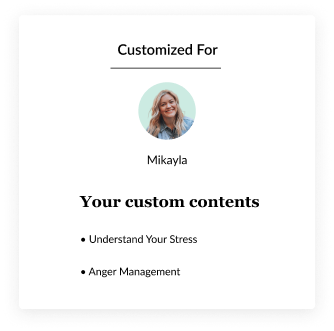 Customized For
Mikayla
Your custom contents
• Understand Your Stress
• Anger Management